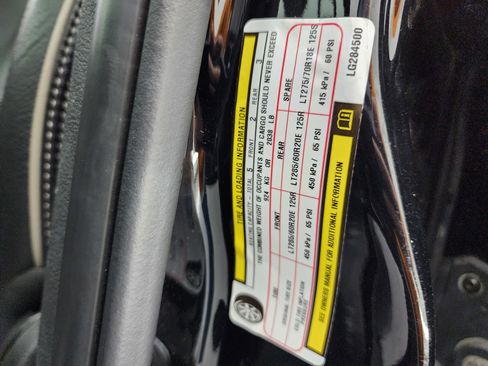 TIRE AND LOADING INFORMATION
SEATING CAPACITY - TOTAL 5 FRONT 2 REAR 3
THE COMBINED WEIGHT OF OCCUPANTS AND CARGO SHOULD NEVER EXCEED
924 KG OR 2038 LB
TIRE FRONT REAR SPARE
ORIGINAL TIRE SIZE LT285/60R20E 125R LT285/60R20E 125R LT275/70R18E 125S
COLD TIRE INFLATION PRESSURE 450 kPa / 65 PSI 450 kPa / 65 PSI 415 kPa / 60 PSI
SEE OWNERS MANUAL FOR ADDITIONAL INFORMATION
LG284500